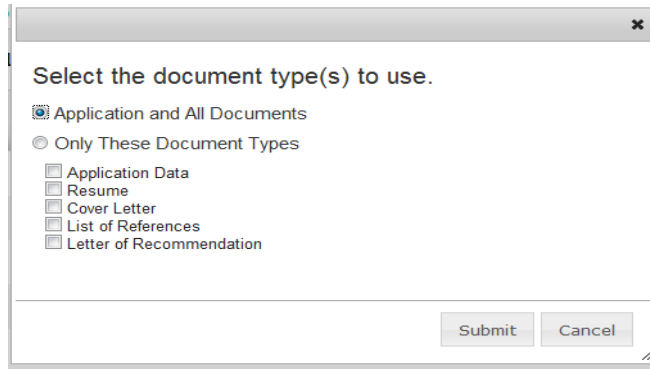 Select the document type(s) to use.
Application and All Documents
Only These Document Types
Application Data
Resume
Cover Letter
List of References
Letter of Recommendation
Submit Cancel